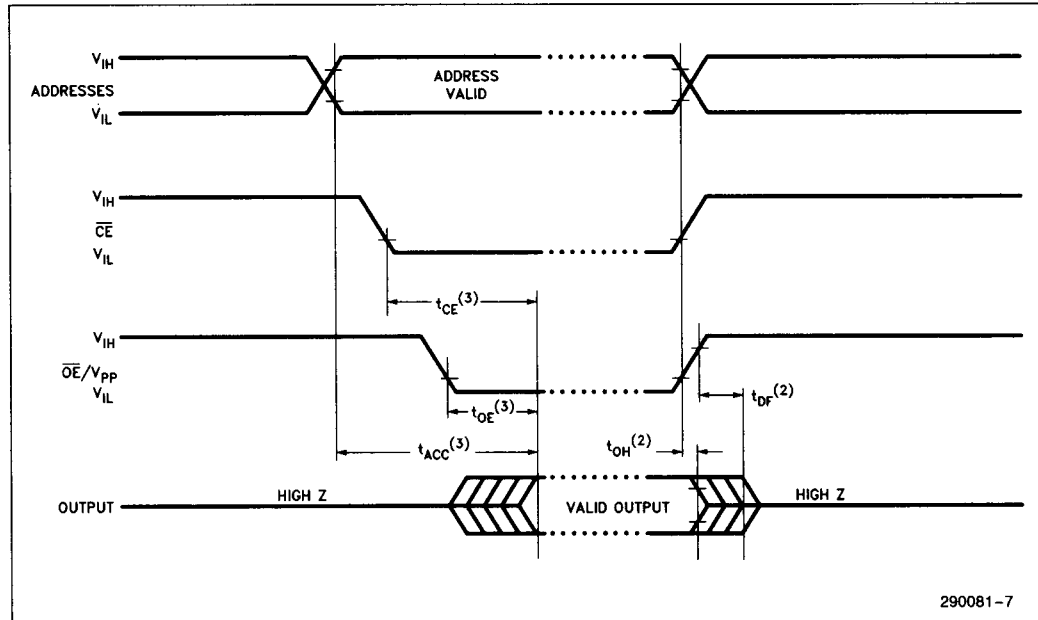 V_IH
ADDRESSES
V_IL
ADDRESS
VALID
V_IH
CE
V_IL
t_CE(3)
V_IH
OE/V_PP
V_IL
t_OE(3)
t_DF(2)
t_ACC(3)
t_OH(2)
OUTPUT
HIGH Z
VALID OUTPUT
HIGH Z
290081-7